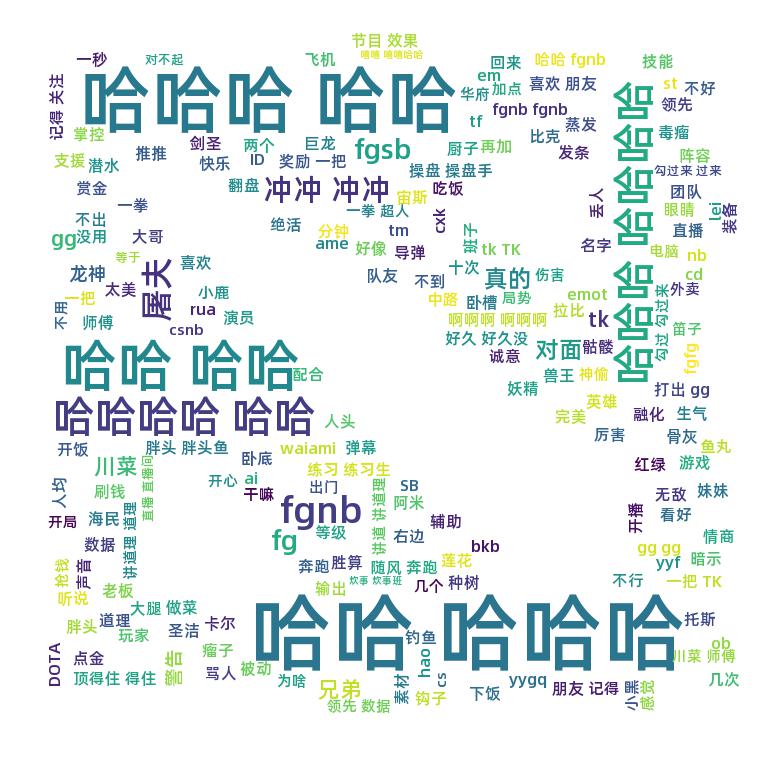 节目 效果
嘻嘻 嘻嘻哈哈
一秒
对不起
飞机
回来
哈哈 fgnb
技能
em
st
记得 关注
哈哈哈 哈哈
华府
加点
喜欢 朋友
不好
fgnb fgnb
领先
哈哈哈哈 哈哈哈
tf
蒸发
掌控
剑圣
两个
巨龙
fgsb
厨子
再加
比克
毒瘤
支援
潜水
推推
快乐
ID
奖励 一把
操盘 操盘手
发条
阵容
勾过来 过来
赏金
翻盘
冲冲 冲冲
宙斯
吃饭
丢人
团队
一拳
一拳 超人
cxk
眼睛
lei
装备
不出
绝活
分钟
tm
班子
直播
gg
没用
大哥
ame
好像
导弹
tk TK
名字
电脑
nb
等于
龙神
太美
屠夫
喜欢
队友
不到
十次
真的
伤害
cd
一把
小鹿
中路
卧槽
局势
emot
外卖
不用
师傅
rua
演员
啊啊啊 啊啊啊
拉比
tk
勾过 勾过来
笛子
csnb
好久 好久没
对面
骷髅
fgfg
哈哈 哈哈
诚意
配合
兽王
神偷
妖精
打出 gg
哈哈哈哈 哈哈
人头
英雄
完美
融化
生气
开饭
胖头 胖头鱼
waiami
弹幕
厉害
骨灰
鱼丸
川菜
直播 直播间
卧底
练习 练习生
红绿
游戏
人均
刷钱
开心
ai
干嘛
出门
讲道 讲道理
SB
无敌
妹妹
开局
海民
讲道理 道理
fgnb
阿米
开播
看好
数据
fg
等级
右边
辅助
情商
抢钱
声音
bkb
gg gg
yyf
暗示
奔跑
胜算
随风 奔跑
莲花
听说
老板
炊事 炊事班
输出
几个
种树
不行
一把 TK
大腿
做菜
道理
胖头
玩家
圣洁
卡尔
哈哈 哈哈哈
钓鱼
托斯
DOTA
点金
瘤子
ob
川菜 师傅
顶得住 得住
警告
骂人
被动
为啥
兄弟
素材
hao
cs
钩子
下饭
yygq
朋友 记得
小黑
感觉
几次
领先 数据